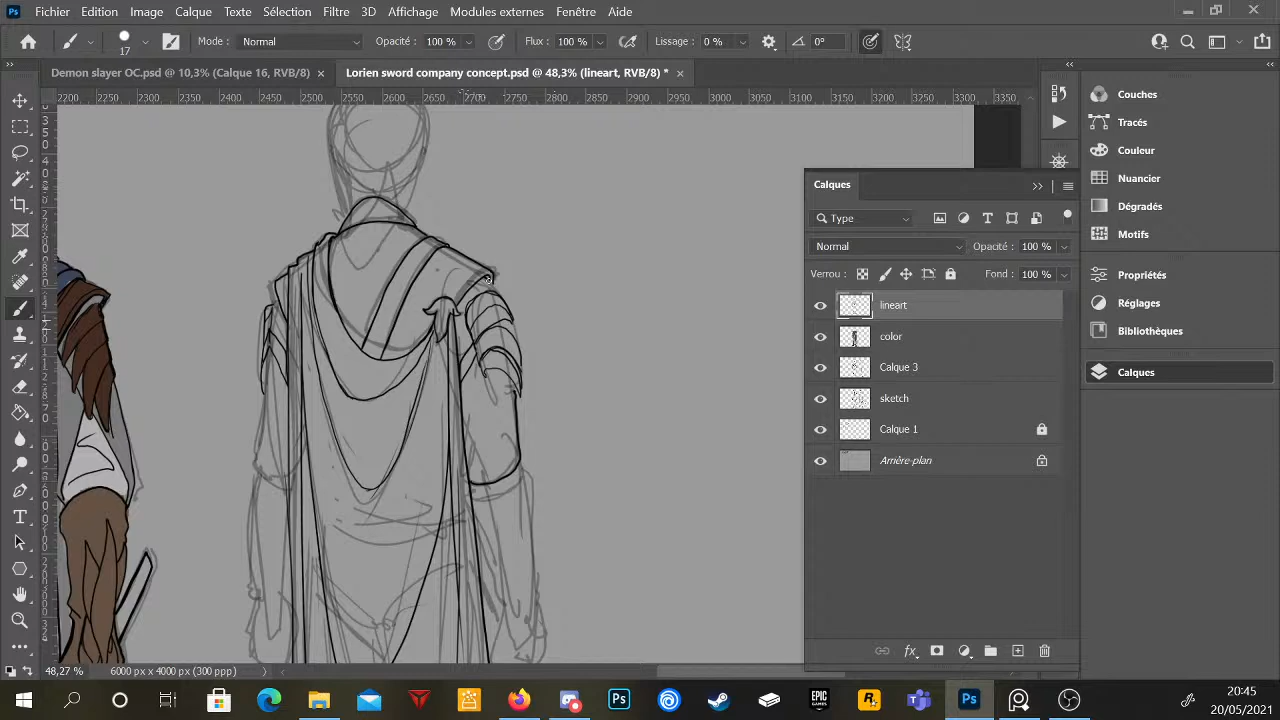 Fichier Edition Image Calque Texte Sélection Filtre 3D Affichage Modules externes Fenêtre Aide
17 Mode: Normal Opacité: 100 % Flux: 100 % Lissage: 0 % 0°
Demon slayer OC.psd @ 10,3% (Calque 16, RVB/8) × Lorien sword company concept.psd @ 48,3% (lineart, RVB/8) * ×
2200 2250 2300 2350 2400 2450 2500 2550 2600 2650 2700 2750 2800 2850 2900 2950 3000 3050 3100 3150 3200 3250 3300 3350
Couches
Tracés
Couleur
Nuancier
Dégradés
Motifs
Propriétés
Réglages
Bibliothèques
Calques
Calques
Type
Normal Opacité: 100 %
Verrou: Fond: 100 %
lineart
color
Calque 3
sketch
Calque 1
Arrière-plan
fx
48,27 % 6000 px x 4000 px (300 ppp)
20:45
20/05/2021